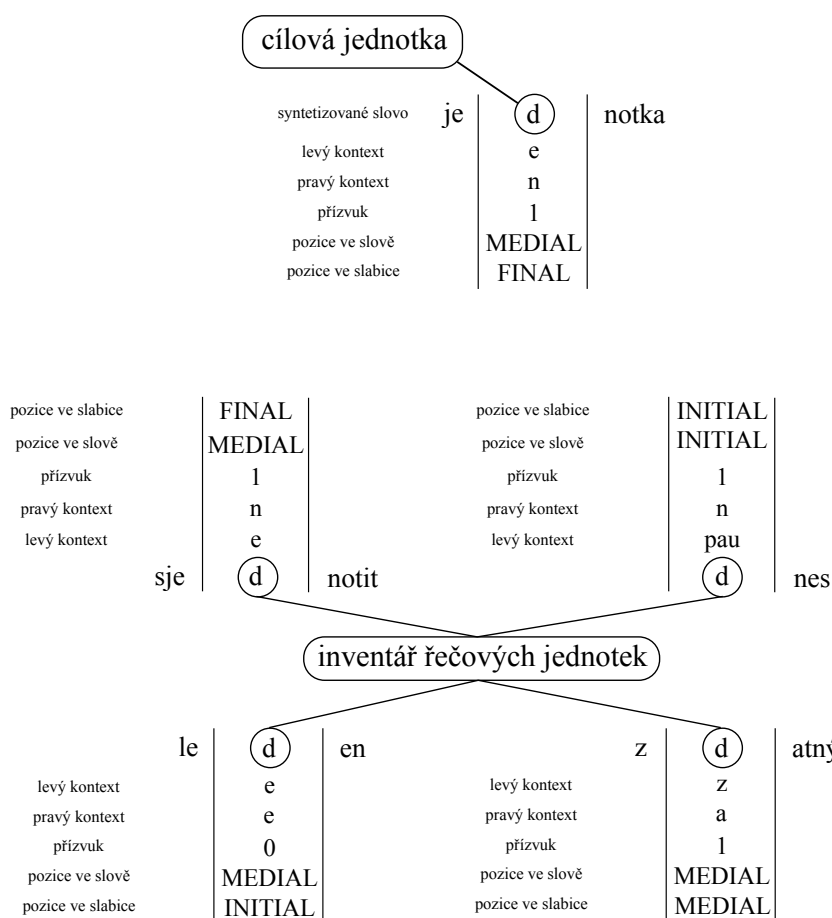 cílová jednotka
syntetizované slovo je d notka
levý kontext e
pravý kontext n
přízvuk 1
pozice ve slově MEDIAL
pozice ve slabice FINAL
pozice ve slabice FINAL pozice ve slabice INITIAL
pozice ve slově MEDIAL pozice ve slově INITIAL
přízvuk 1 přízvuk 1
pravý kontext n pravý kontext n
levý kontext e levý kontext pau
sje d notit d nes
inventář řečových jednotek
le d en z d atný
levý kontext e levý kontext z
pravý kontext e pravý kontext a
přízvuk 0 přízvuk 1
pozice ve slově MEDIAL pozice ve slově MEDIAL
pozice ve slabice INITIAL pozice ve slabice MEDIAL